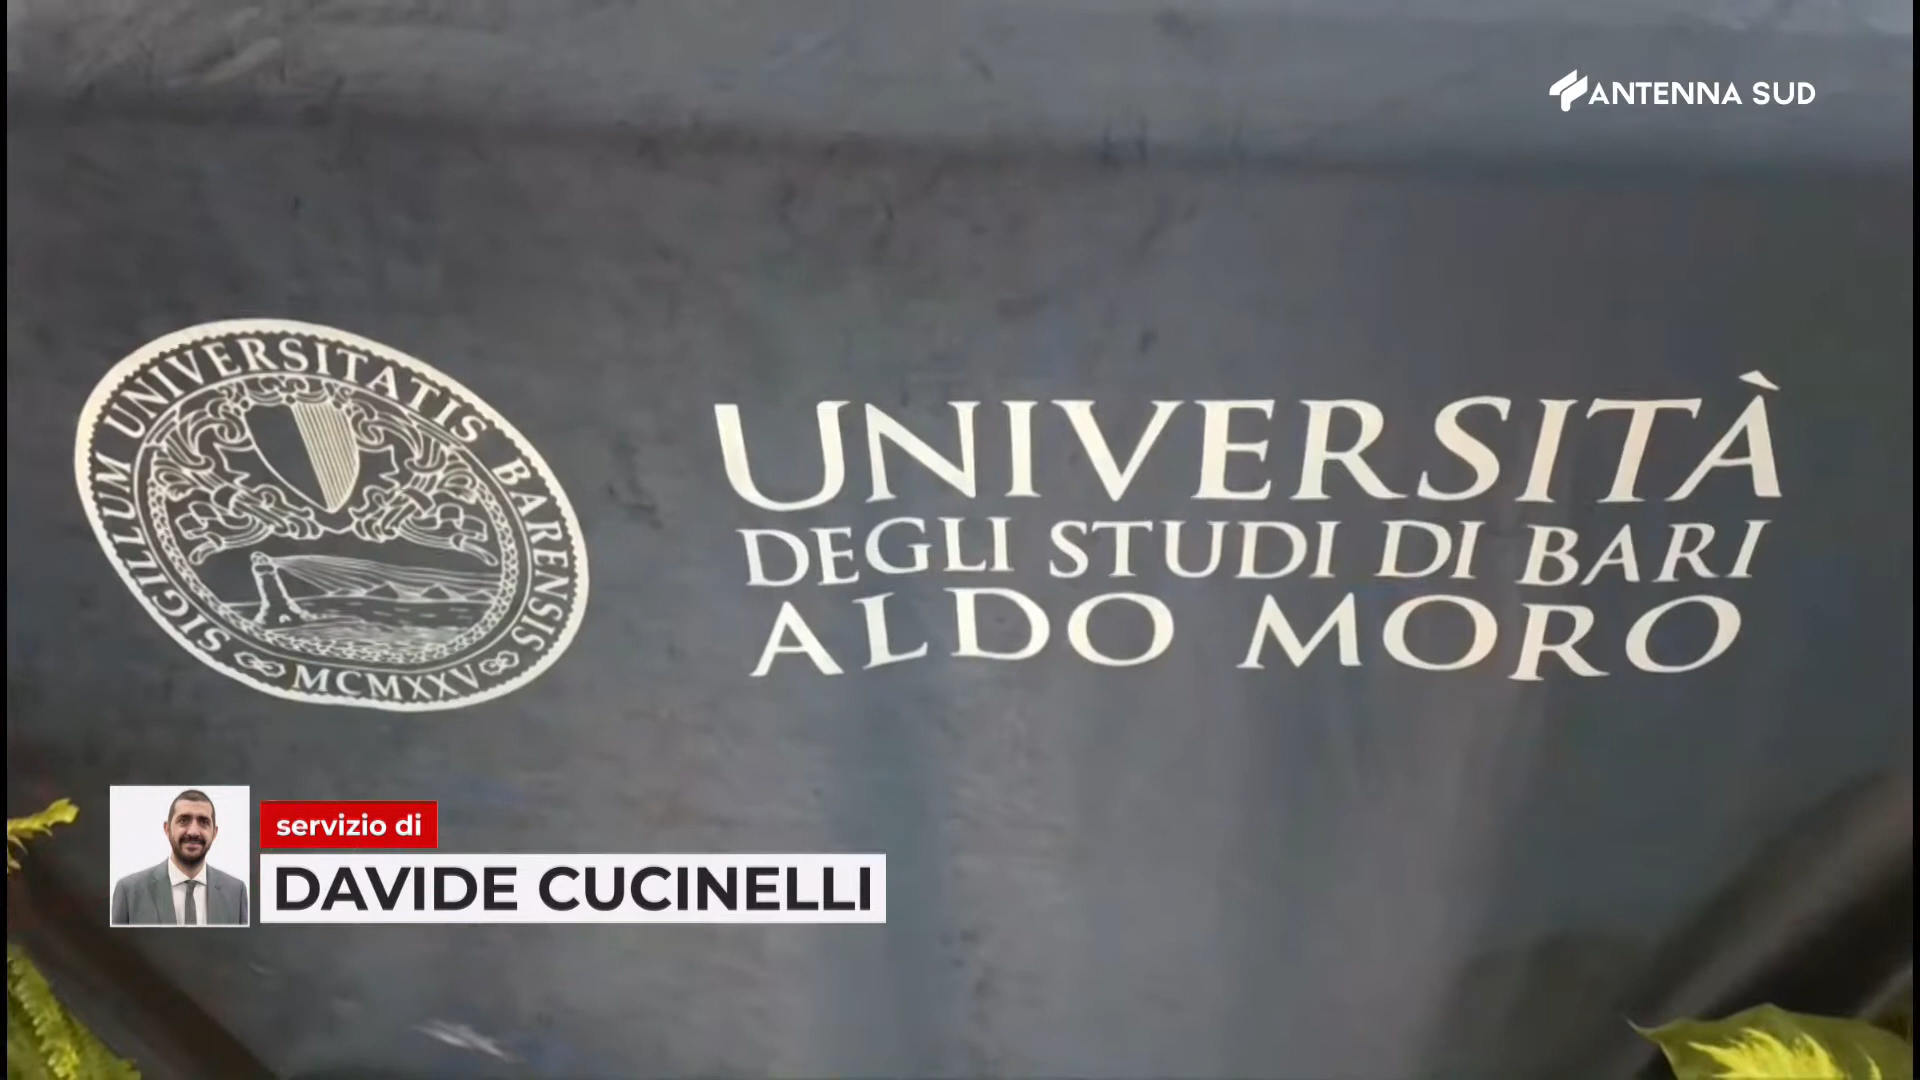 ANTENNA SUD
SIGILLUM UNIVERSITATIS BARENSIS
MCMXXV
UNIVERSITÀ
DEGLI STUDI DI BARI
ALDO MORO
servizio di
DAVIDE CUCINELLI